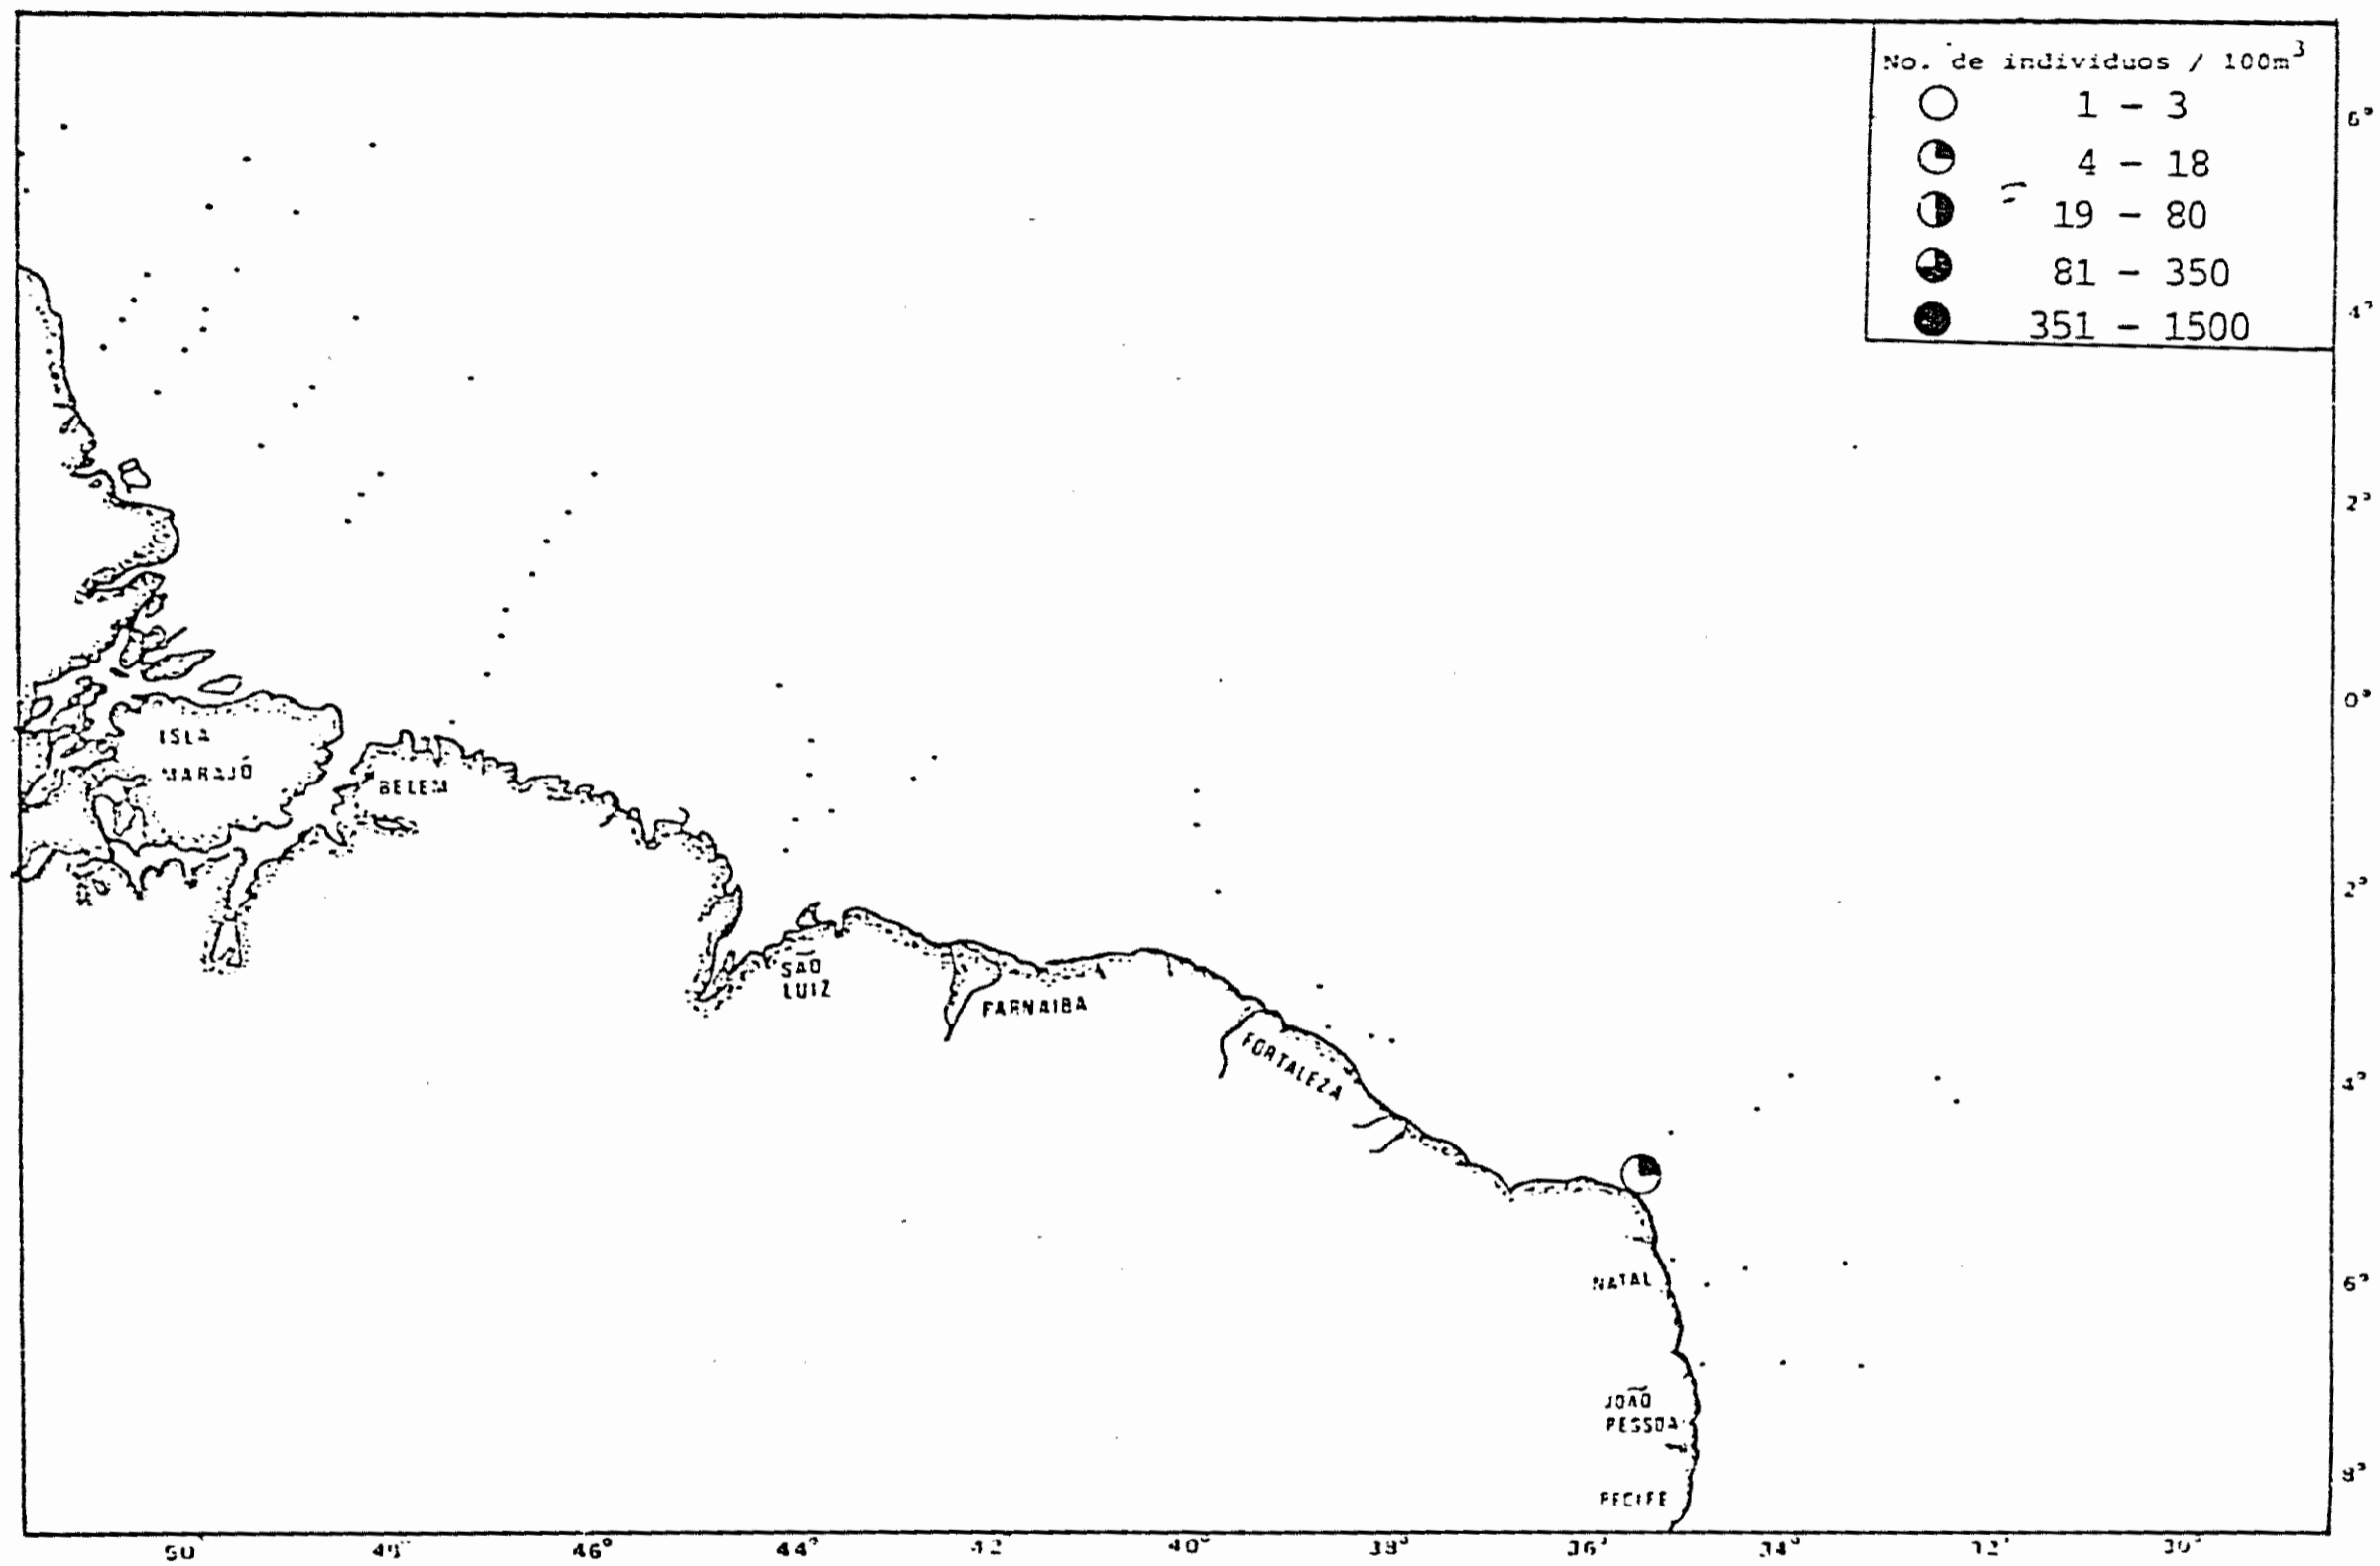 No. de individuos / 100m³
1 - 3
4 - 18
19 - 80
81 - 350
351 - 1500
6°
4°
2°
0°
2°
4°
6°
8°
ISLA
MARAJÓ
BELEM
SÃO
LUIZ
PARNAIBA
FORTALEZA
NATAL
JOÃO
PESSOA
RECIFE
50 46° 44° 42 40° 38° 36° 34° 32° 30°